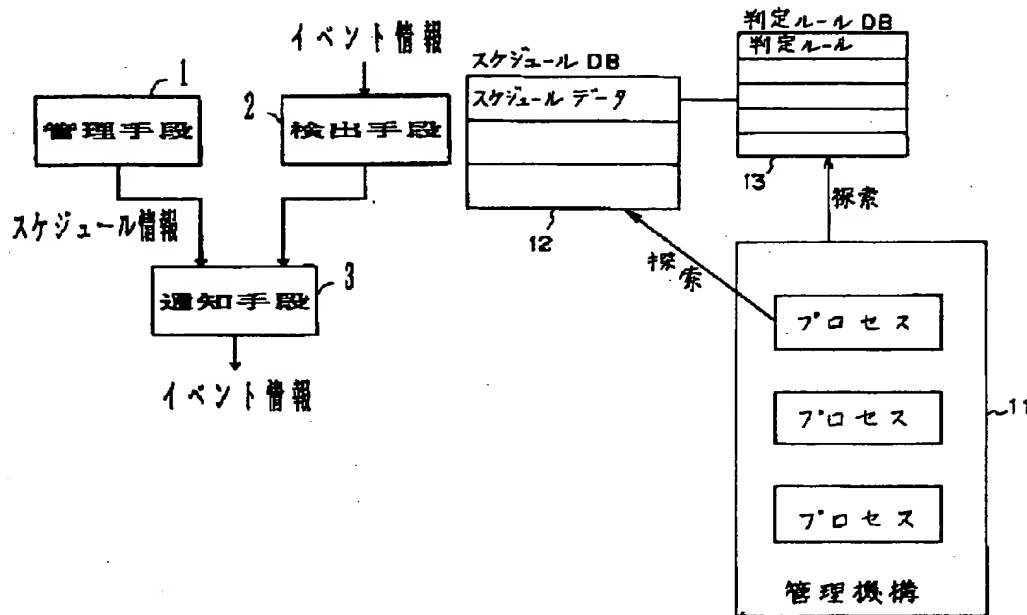 イベント情報
1
管理手段
2
検出手段
スケジュール情報
3
通知手段
イベント情報
スケジュール DB
スケジュール データ
12
判定ルール DB
判定ルール
13
探索
探索
プロセス
プロセス
プロセス
11
管理機構